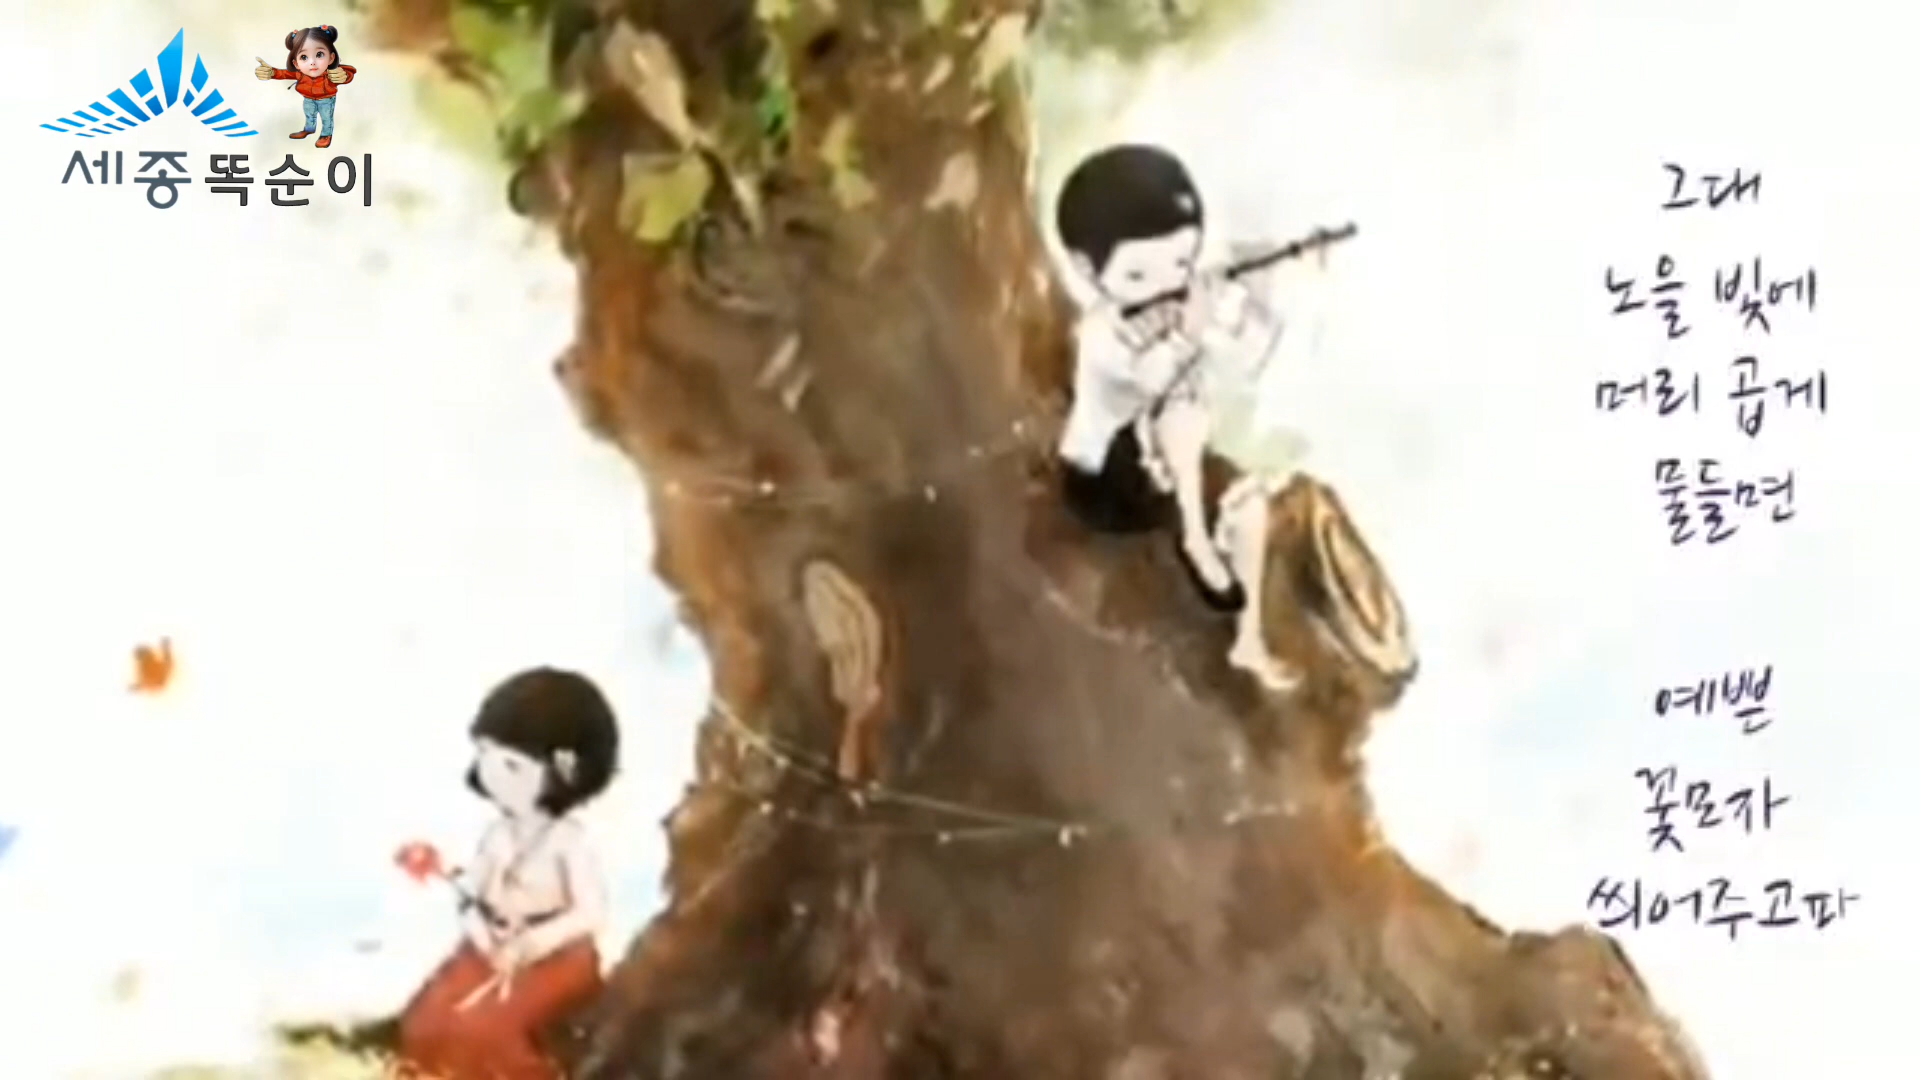 세종똑순이
그대
노을 빛에
머리 곱게
물들면
예쁜
꽃모자
씌어주고파